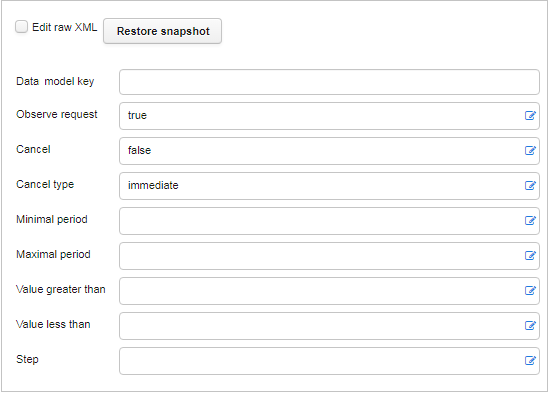 Edit raw XML Restore snapshot
Data model key
Observe request true
Cancel false
Cancel type immediate
Minimal period
Maximal period
Value greater than
Value less than
Step